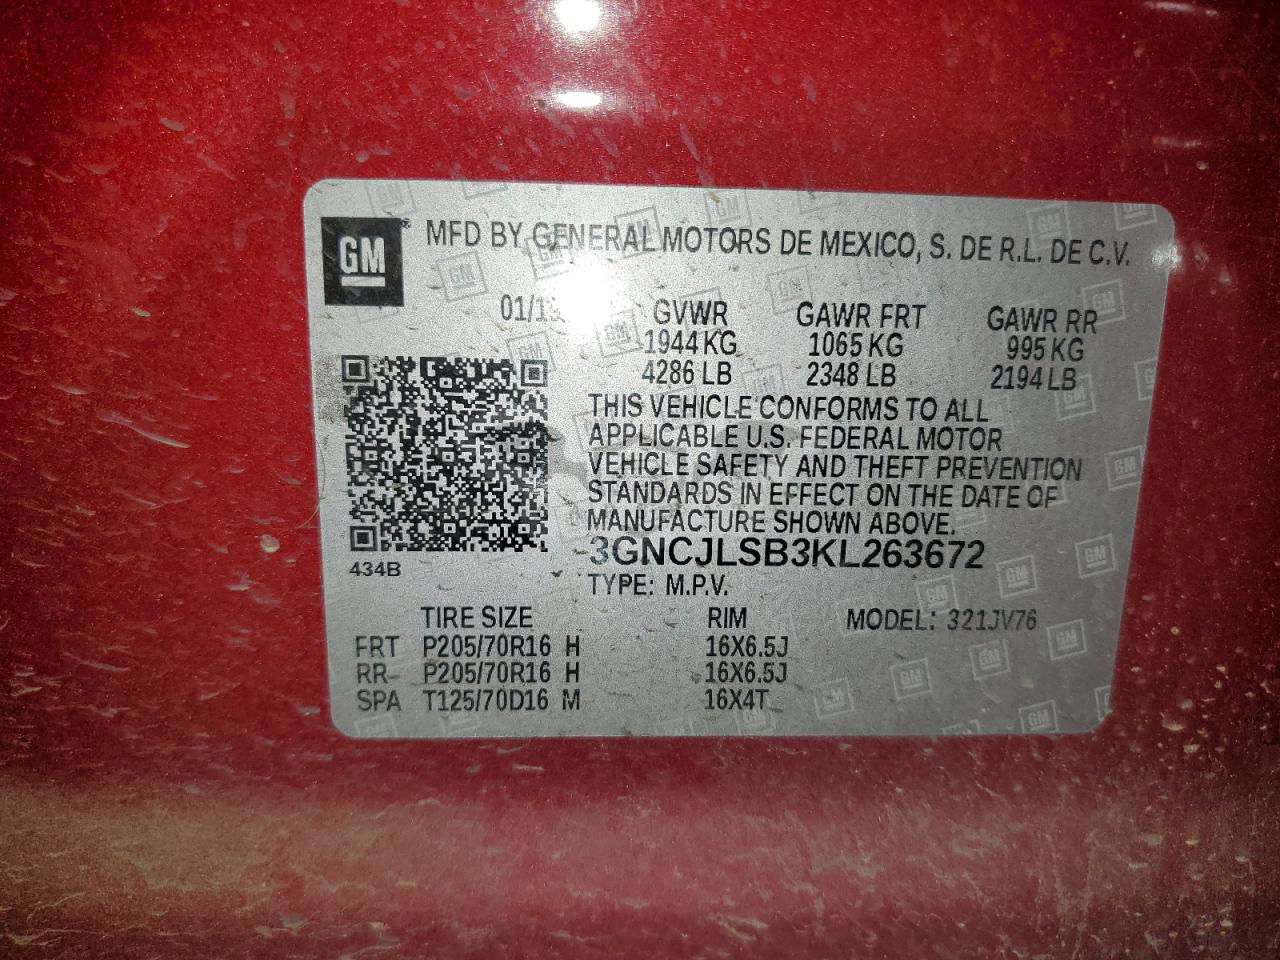 GM
MFD BY GENERAL MOTORS DE MEXICO, S. DE R.L. DE C.V.
GVWR GAWR FRT GAWR RR
1944 KG 1065 KG 995 KG
4286 LB 2348 LB 2194 LB
THIS VEHICLE CONFORMS TO ALL
APPLICABLE U.S. FEDERAL MOTOR
VEHICLE SAFETY AND THEFT PREVENTION
STANDARDS IN EFFECT ON THE DATE OF
MANUFACTURE SHOWN ABOVE.
3GNCJLSB3KL263672
434B
TYPE: M.P.V.
TIRE SIZE RIM MODEL: 321JV76
FRT P205/70R16 H 16X6.5J
RR P205/70R16 H 16X6.5J
SPA T125/70D16 M 16X4T